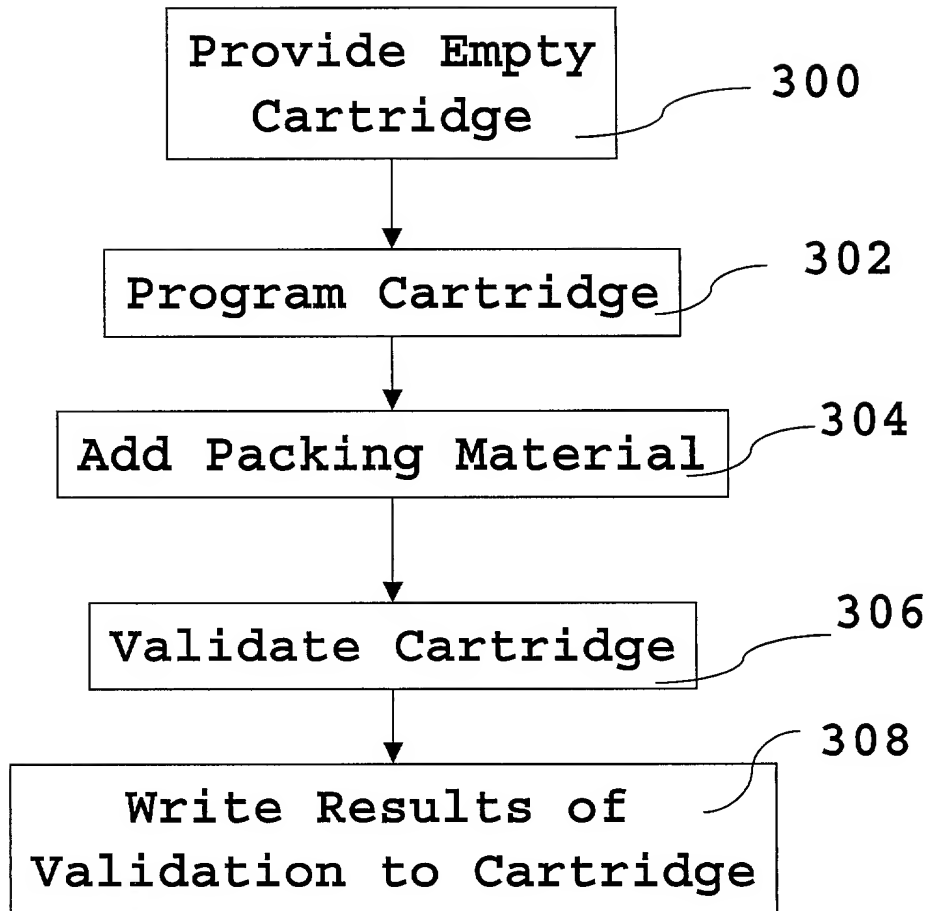 Provide Empty
Cartridge
300
Program Cartridge
302
Add Packing Material
304
Validate Cartridge
306
Write Results of
Validation to Cartridge
308